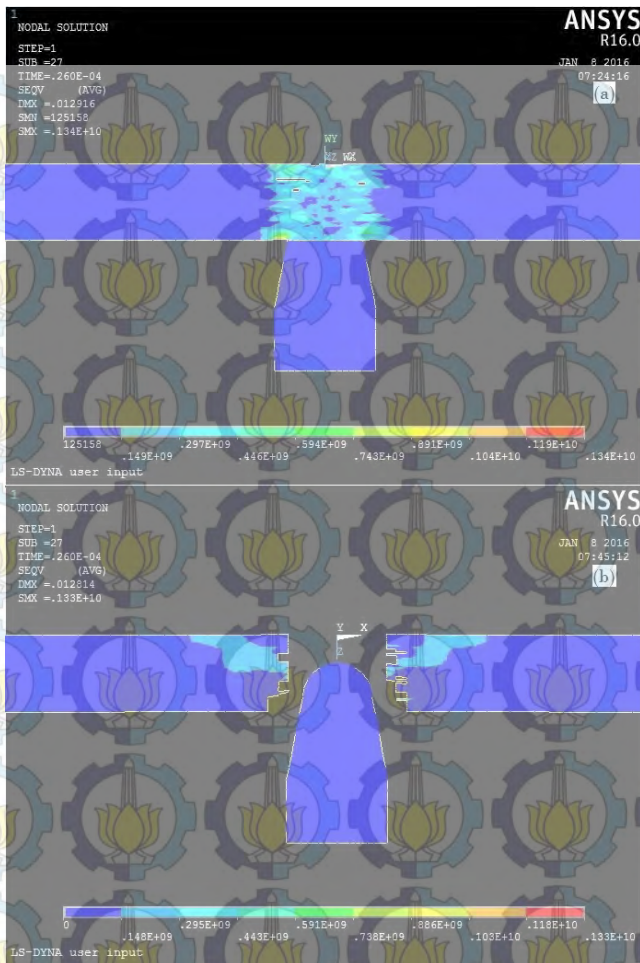 1
NODAL SOLUTION
STEP=1
SUB =27
TIME=.260E-04
SEQV (AVG)
DMX =.012916
SMN =125158
SMX =.134E+10
ANSYS
R16.0
JAN 8 2016
07:24:16
(a)
WY
WZ WX
125158 .297E+09 .594E+09 .891E+09 .119E+10
.149E+09 .446E+09 .743E+09 .104E+10 .134E+10
LS-DYNA user input
1
NODAL SOLUTION
STEP=1
SUB =27
TIME=.260E-04
SEQV (AVG)
DMX =.012814
SMX =.133E+10
ANSYS
R16.0
JAN 8 2016
07:45:12
(b)
Y X
Z
0 .295E+09 .591E+09 .886E+09 .118E+10
.148E+09 .443E+09 .738E+09 .103E+10 .133E+10
LS-DYNA user input